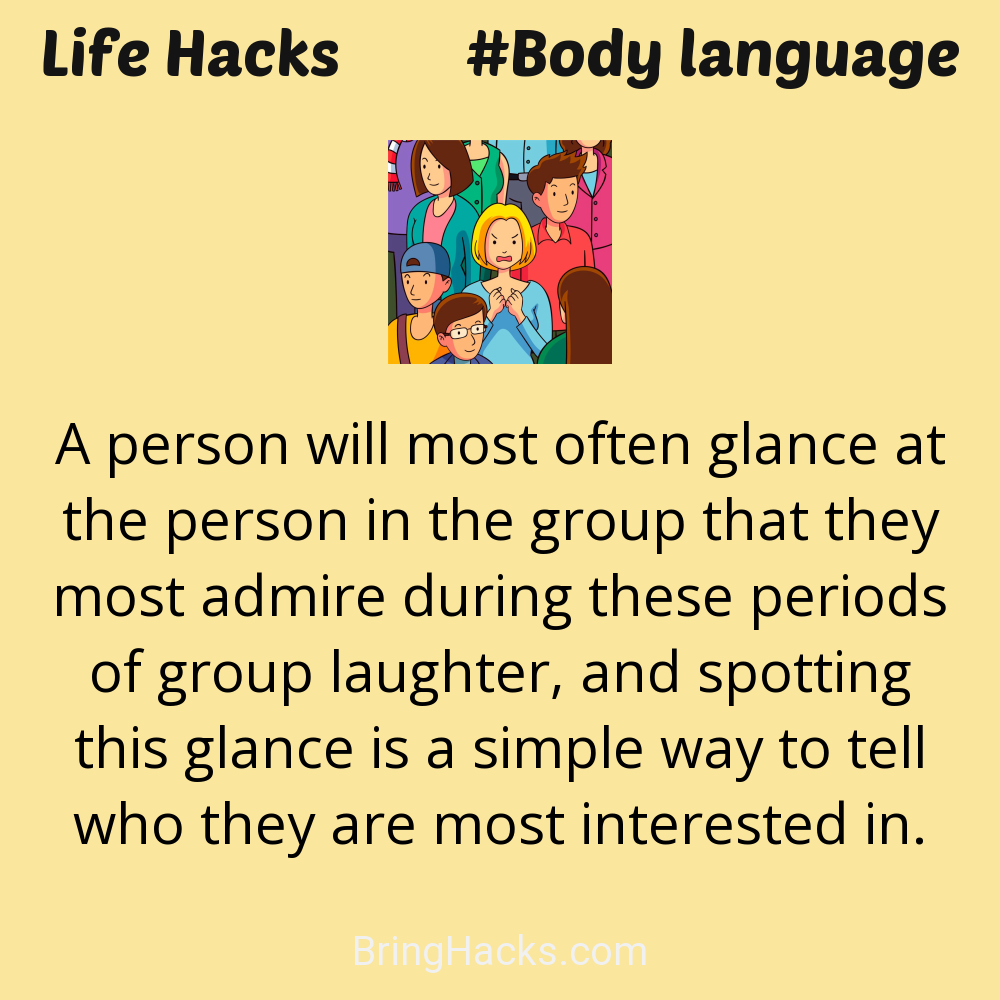 Life Hacks #Body language
A person will most often glance at
the person in the group that they
most admire during these periods
of group laughter, and spotting
this glance is a simple way to tell
who they are most interested in.
BringHacks.com